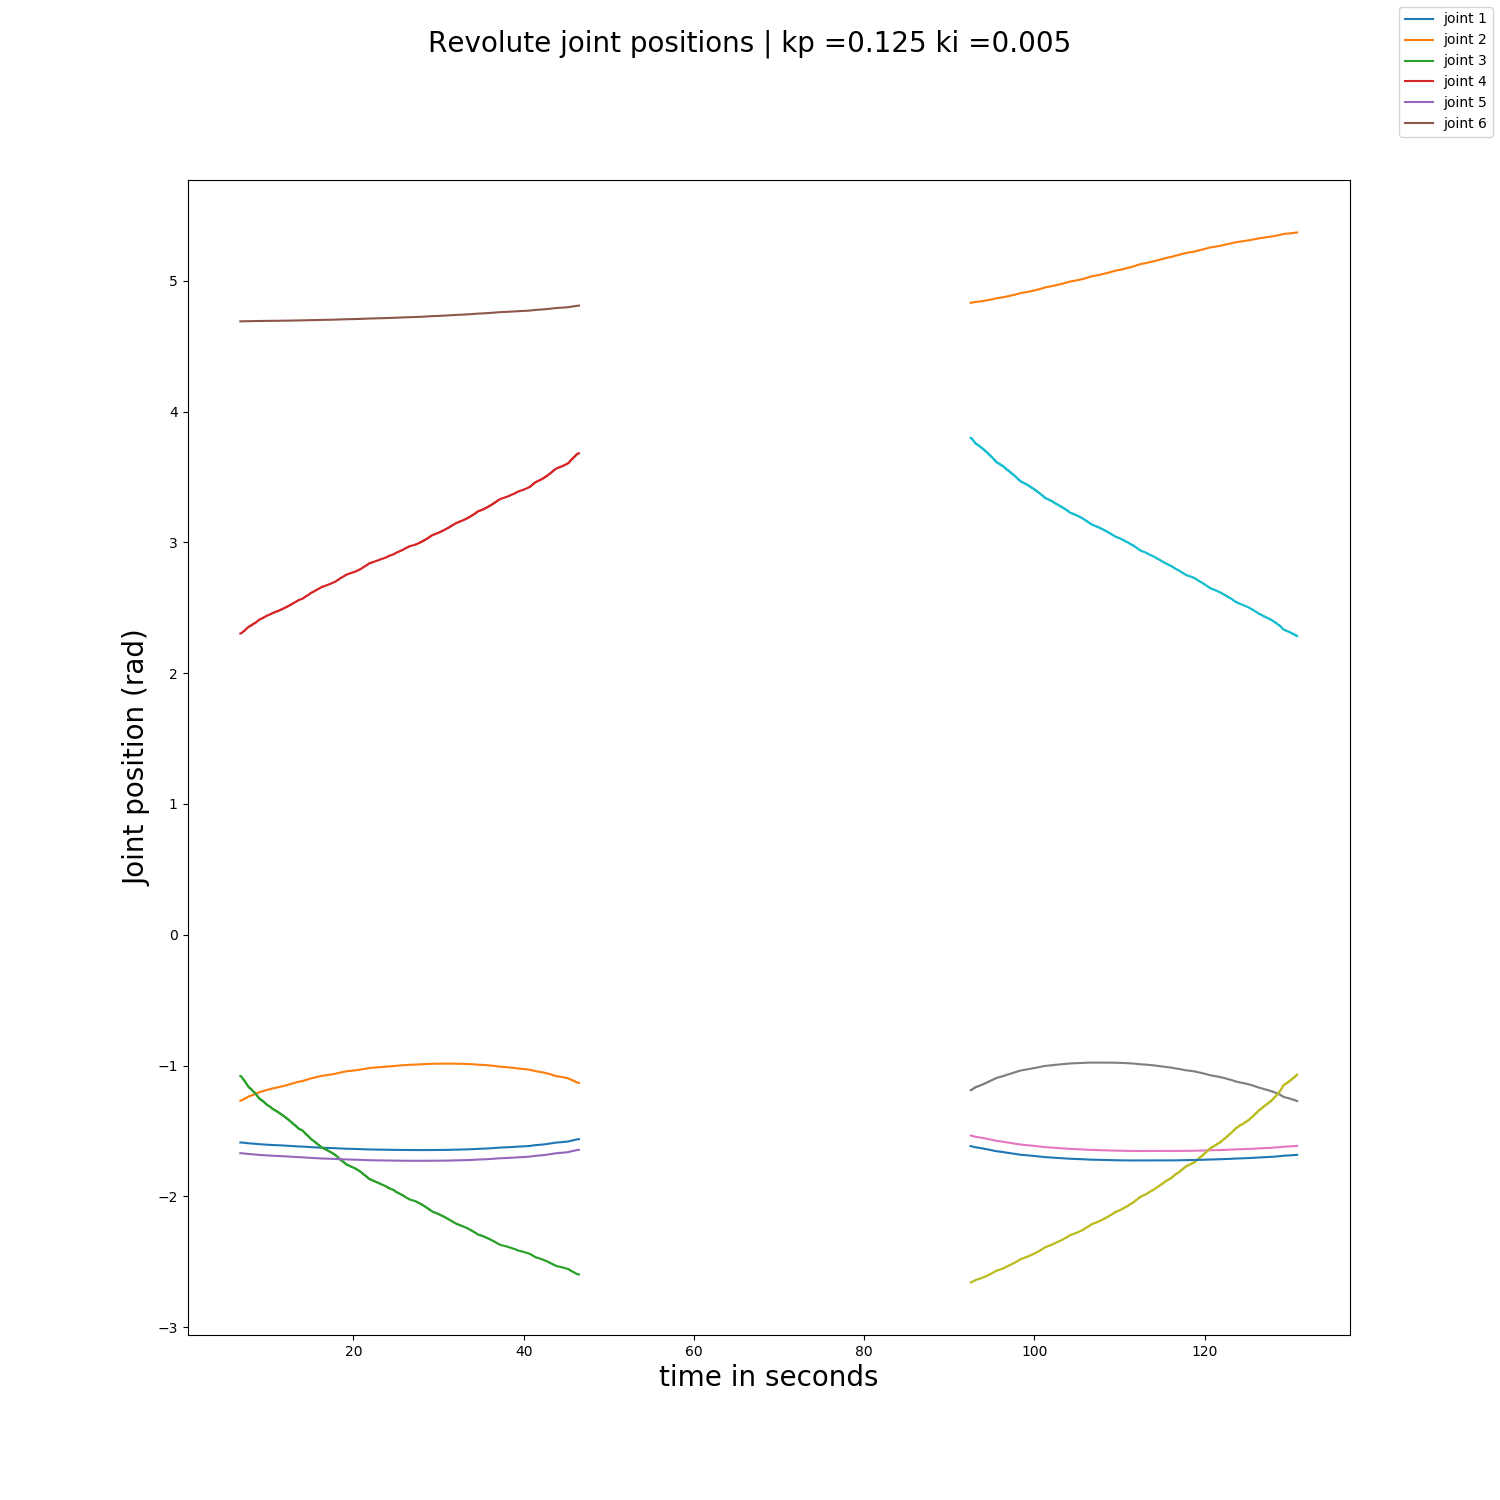 Revolute joint positions | kp =0.125 ki =0.005
joint 1
joint 2
joint 3
joint 4
joint 5
joint 6
Joint position (rad)
5
4
3
2
1
0
−1
−2
−3
20 40 60 80 100 120
time in seconds